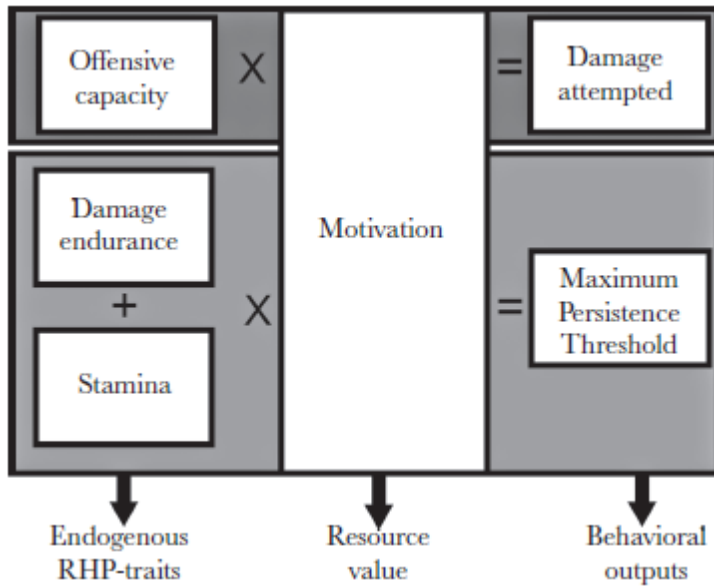 Offensive
capacity
X
=
Damage
attempted
Damage
endurance
+
Stamina
X
Motivation
=
Maximum
Persistence
Threshold
Endogenous
RHP-traits
Resource
value
Behavioral
outputs